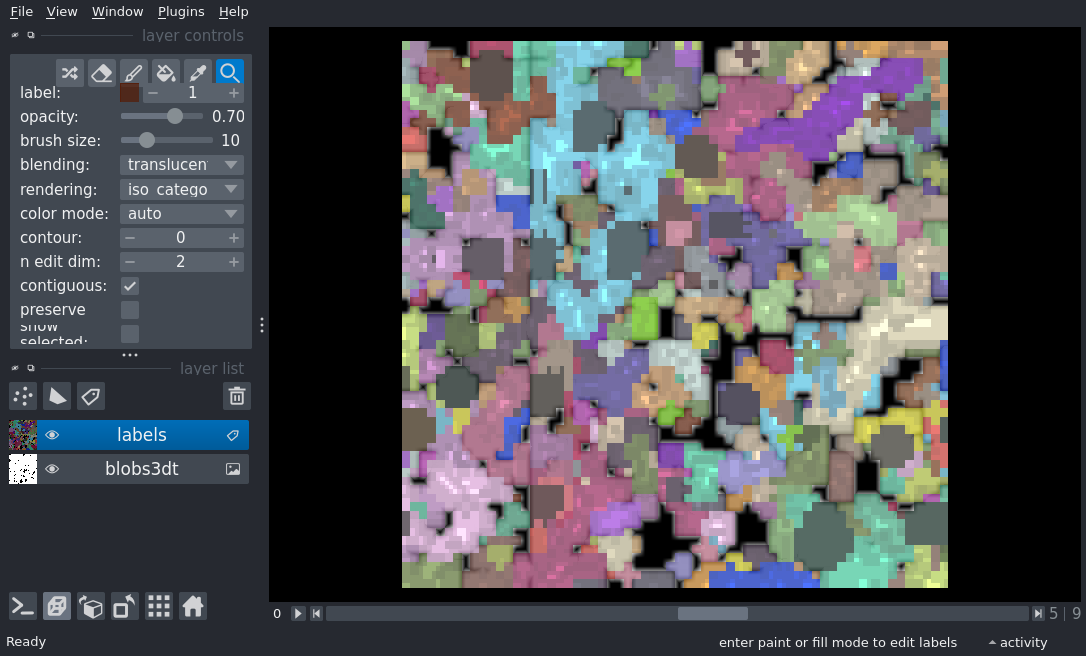 File View Window Plugins Help
layer controls
label: 1
opacity: 0.70
brush size: 10
blending: translucen
rendering: iso_catego
color mode: auto
contour: 0
n edit dim: 2
contiguous:
preserve
show
selected:
layer list
labels
blobs3dt
0 5 | 9
Ready enter paint or fill mode to edit labels activity